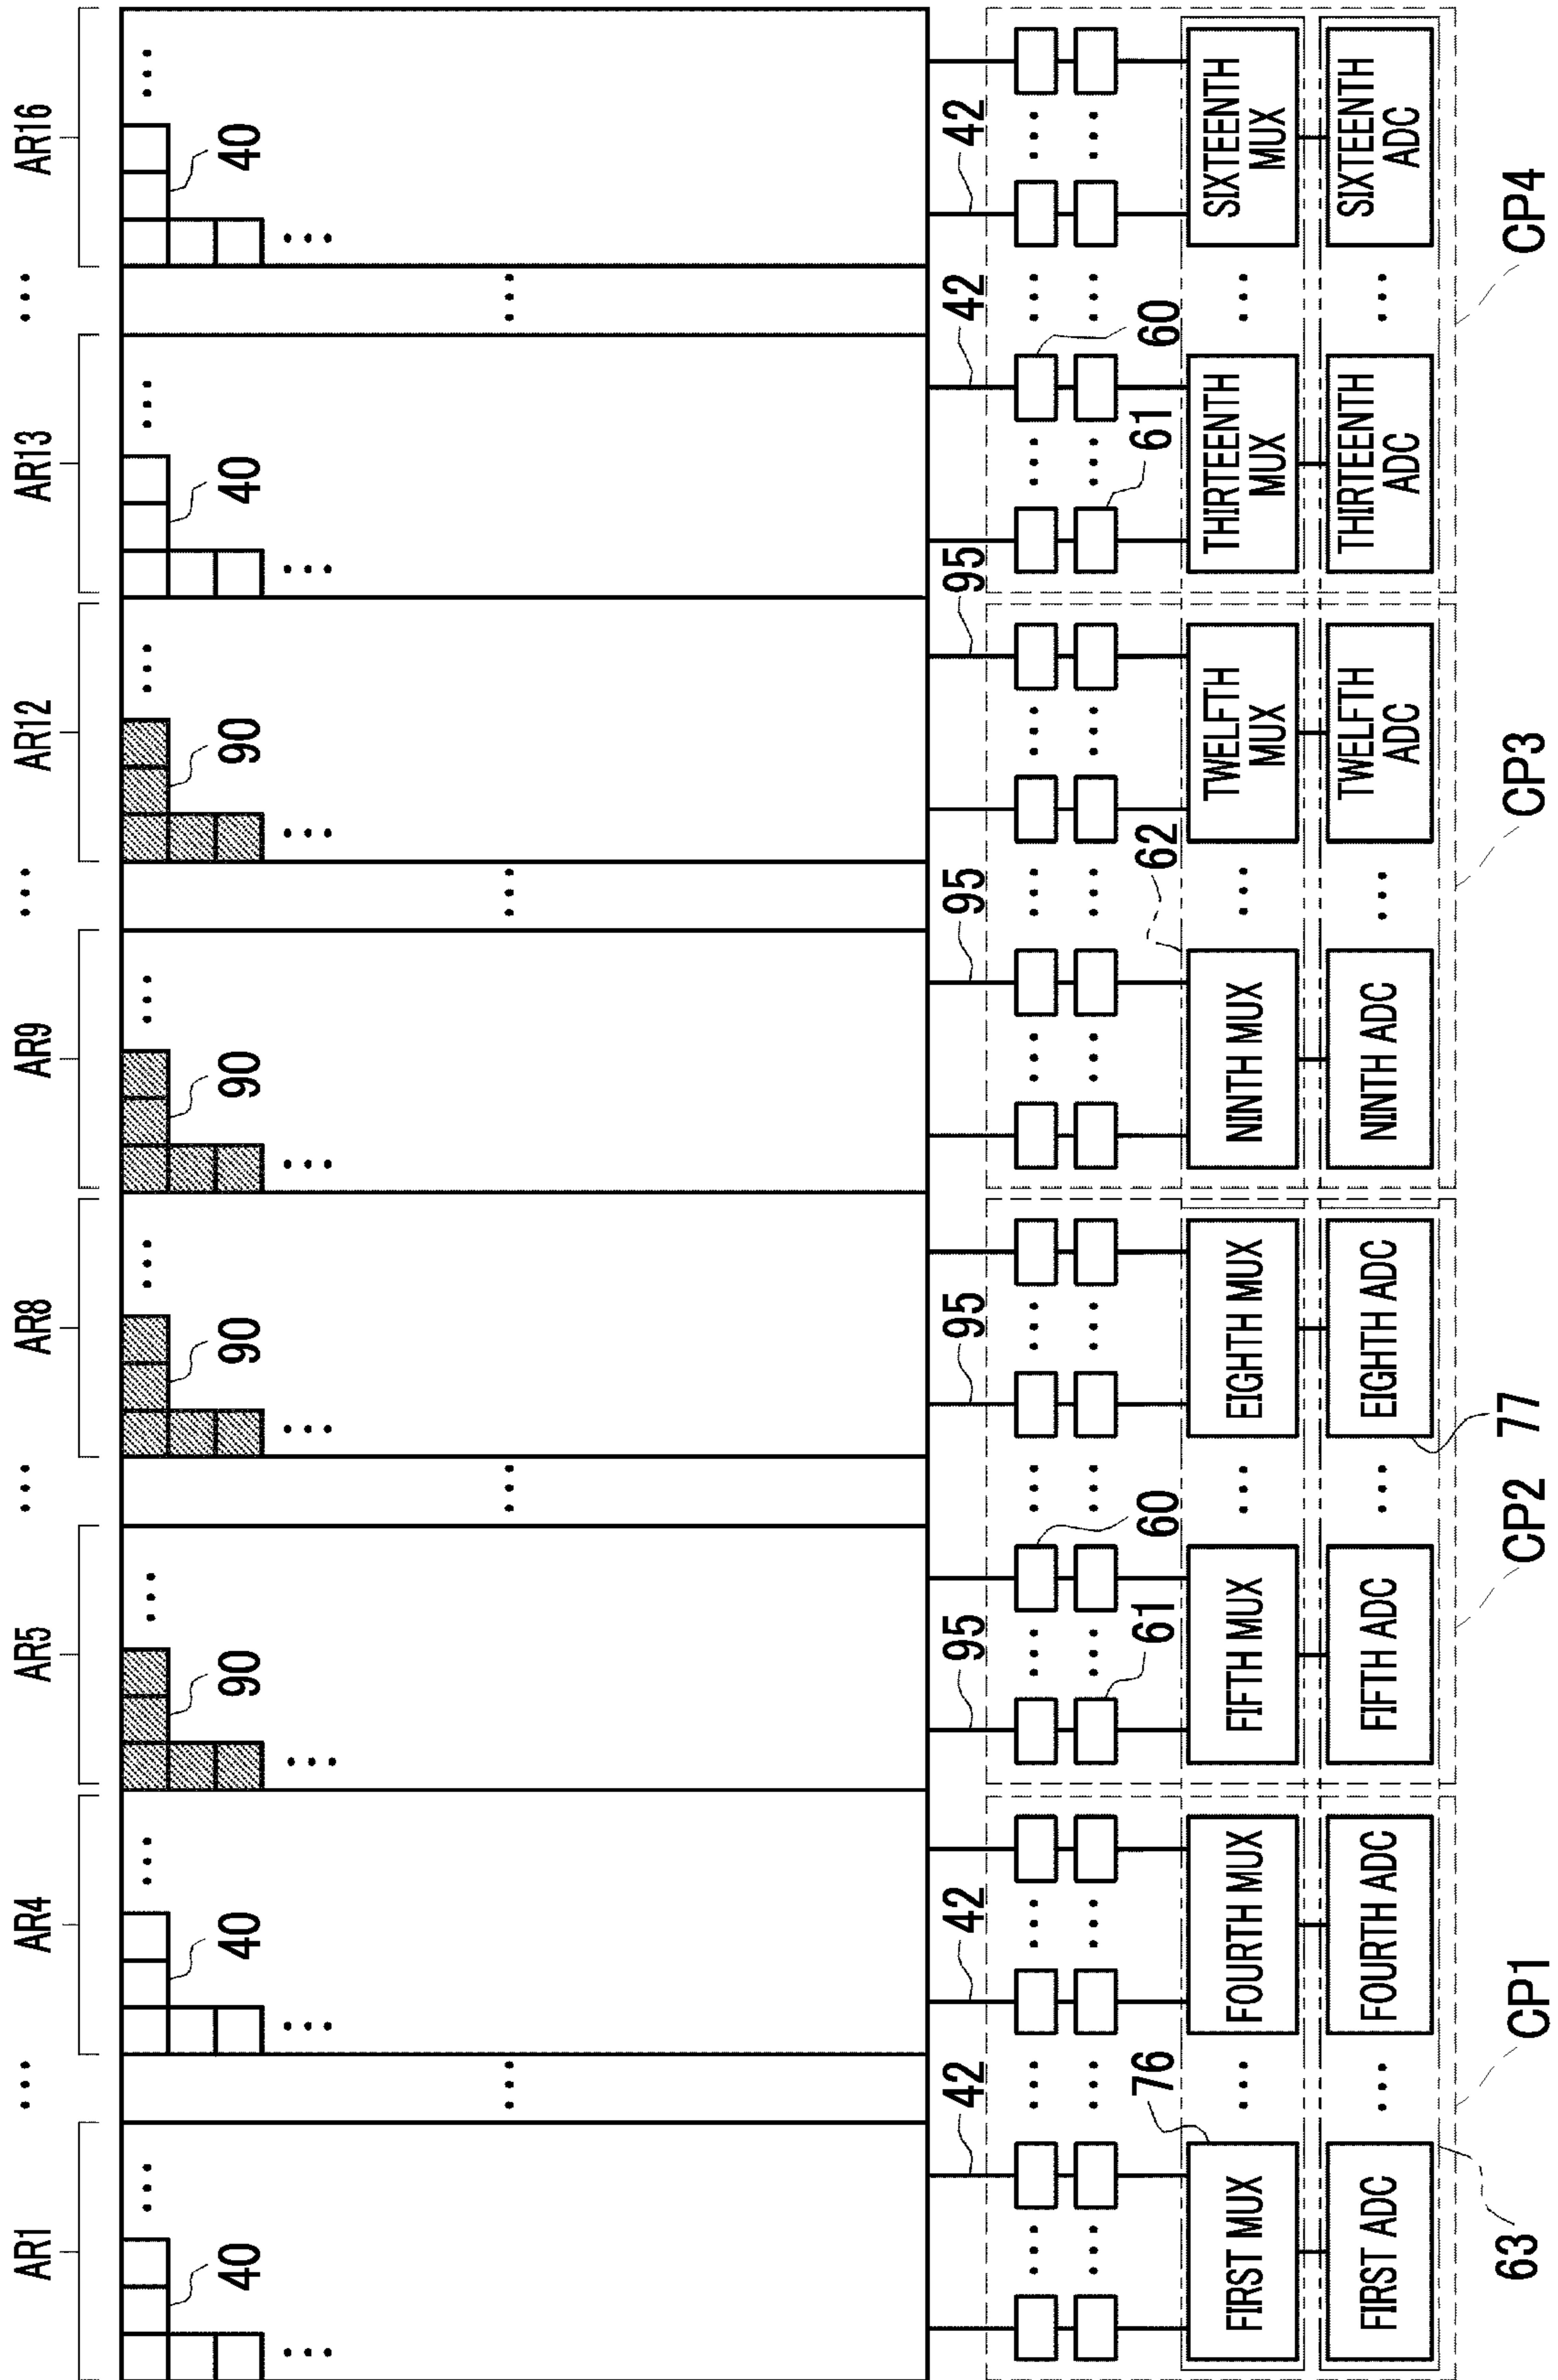 AR1 ... AR4 AR5 ... AR8 AR9 ... AR12 AR13 ... AR16
... ... ... ... ... ... ... ...
40 40 90 90 90 90 40 40
... ... ... ... ... ... ... ...
... ... ... ...
42 42 95 95 95 95 42 42
... ... ... ... ... ... ... ... ... ... ... ...
... ... ... ... ... ... ... ... ... ... ... ...
76 61 60 62 61 60
FIRST MUX ... FOURTH MUX FIFTH MUX ... EIGHTH MUX NINTH MUX ... TWELFTH MUX THIRTEENTH MUX ... SIXTEENTH MUX
FIRST ADC ... FOURTH ADC FIFTH ADC ... EIGHTH ADC NINTH ADC ... TWELFTH ADC THIRTEENTH ADC ... SIXTEENTH ADC
63 CP1 CP2 77 CP3 CP4